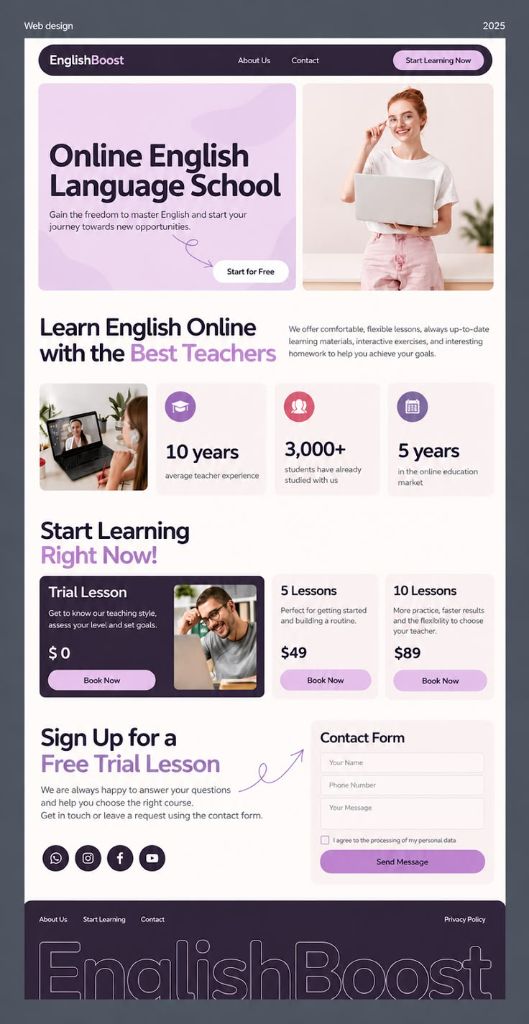 Web design
2025
EnglishBoost
About Us
Contact
Start Learning Now
Online English
Language School
Gain the freedom to master English and start your
journey towards new opportunities.
Start for Free
Learn English Online
with the Best Teachers
We offer comfortable, flexible lessons, always up-to-date
learning materials, interactive exercises, and interesting
homework to help you achieve your goals.
10 years
average teacher experience
3,000+
students have already
studied with us
5 years
in the online education
market
Start Learning
Right Now!
Trial Lesson
Get to know our teaching style,
assess your level and set goals.
$ 0
Book Now
5 Lessons
Perfect for getting started
and building a routine.
$49
Book Now
10 Lessons
More practice, faster results
and the flexibility to choose
your teacher.
$89
Book Now
Sign Up for a
Free Trial Lesson
We are always happy to answer your questions
and help you choose the right course.
Get in touch or leave a request using the contact form.
Contact Form
Your Name
Phone Number
Your Message
I agree to the processing of my personal data
Send Message
About Us
Start Learning
Contact
Privacy Policy
EnglishBoost